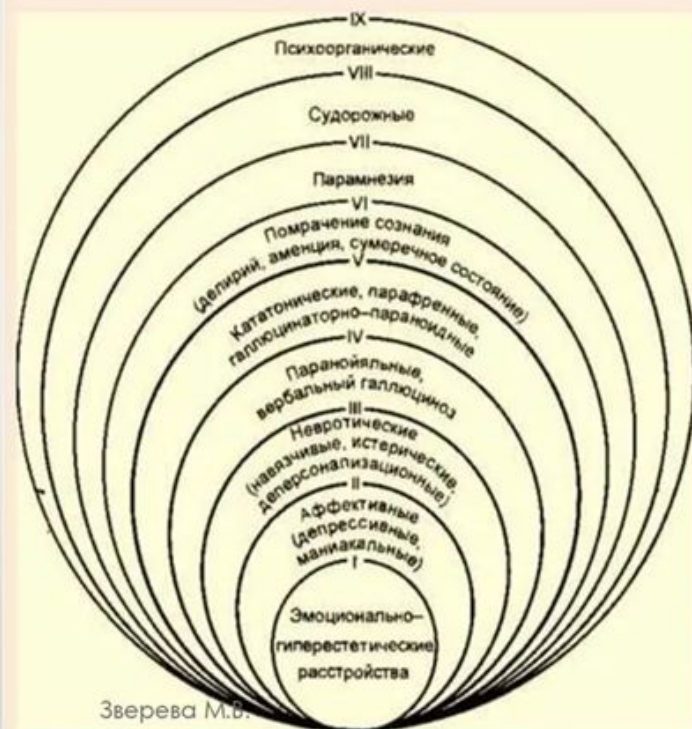 IX
Психоорганические
VIII
Судорожные
VII
Парамнезия
VI
Помрачение сознания
(делирий, аменция, сумеречное состояние)
V
Кататонические, парафренные,
галлюцинаторно-параноидные
IV
Паранойяльные,
вербальный галлюциноз
III
Невротические
(навязчивые, истерические,
деперсонализационные)
II
Аффективные
(депрессивные,
маниакальные)
I
Эмоционально-
гиперестетические
расстройства
Зверева М.В.